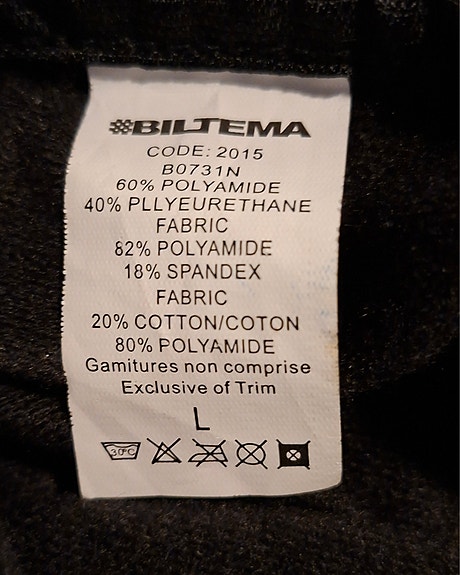 BILTEMA
CODE: 2015
B0731N
60% POLYAMIDE
40% PLLYEURETHANE
FABRIC
82% POLYAMIDE
18% SPANDEX
FABRIC
20% COTTON/COTON
80% POLYAMIDE
Gamitures non comprise
Exclusive of Trim
L
30°C